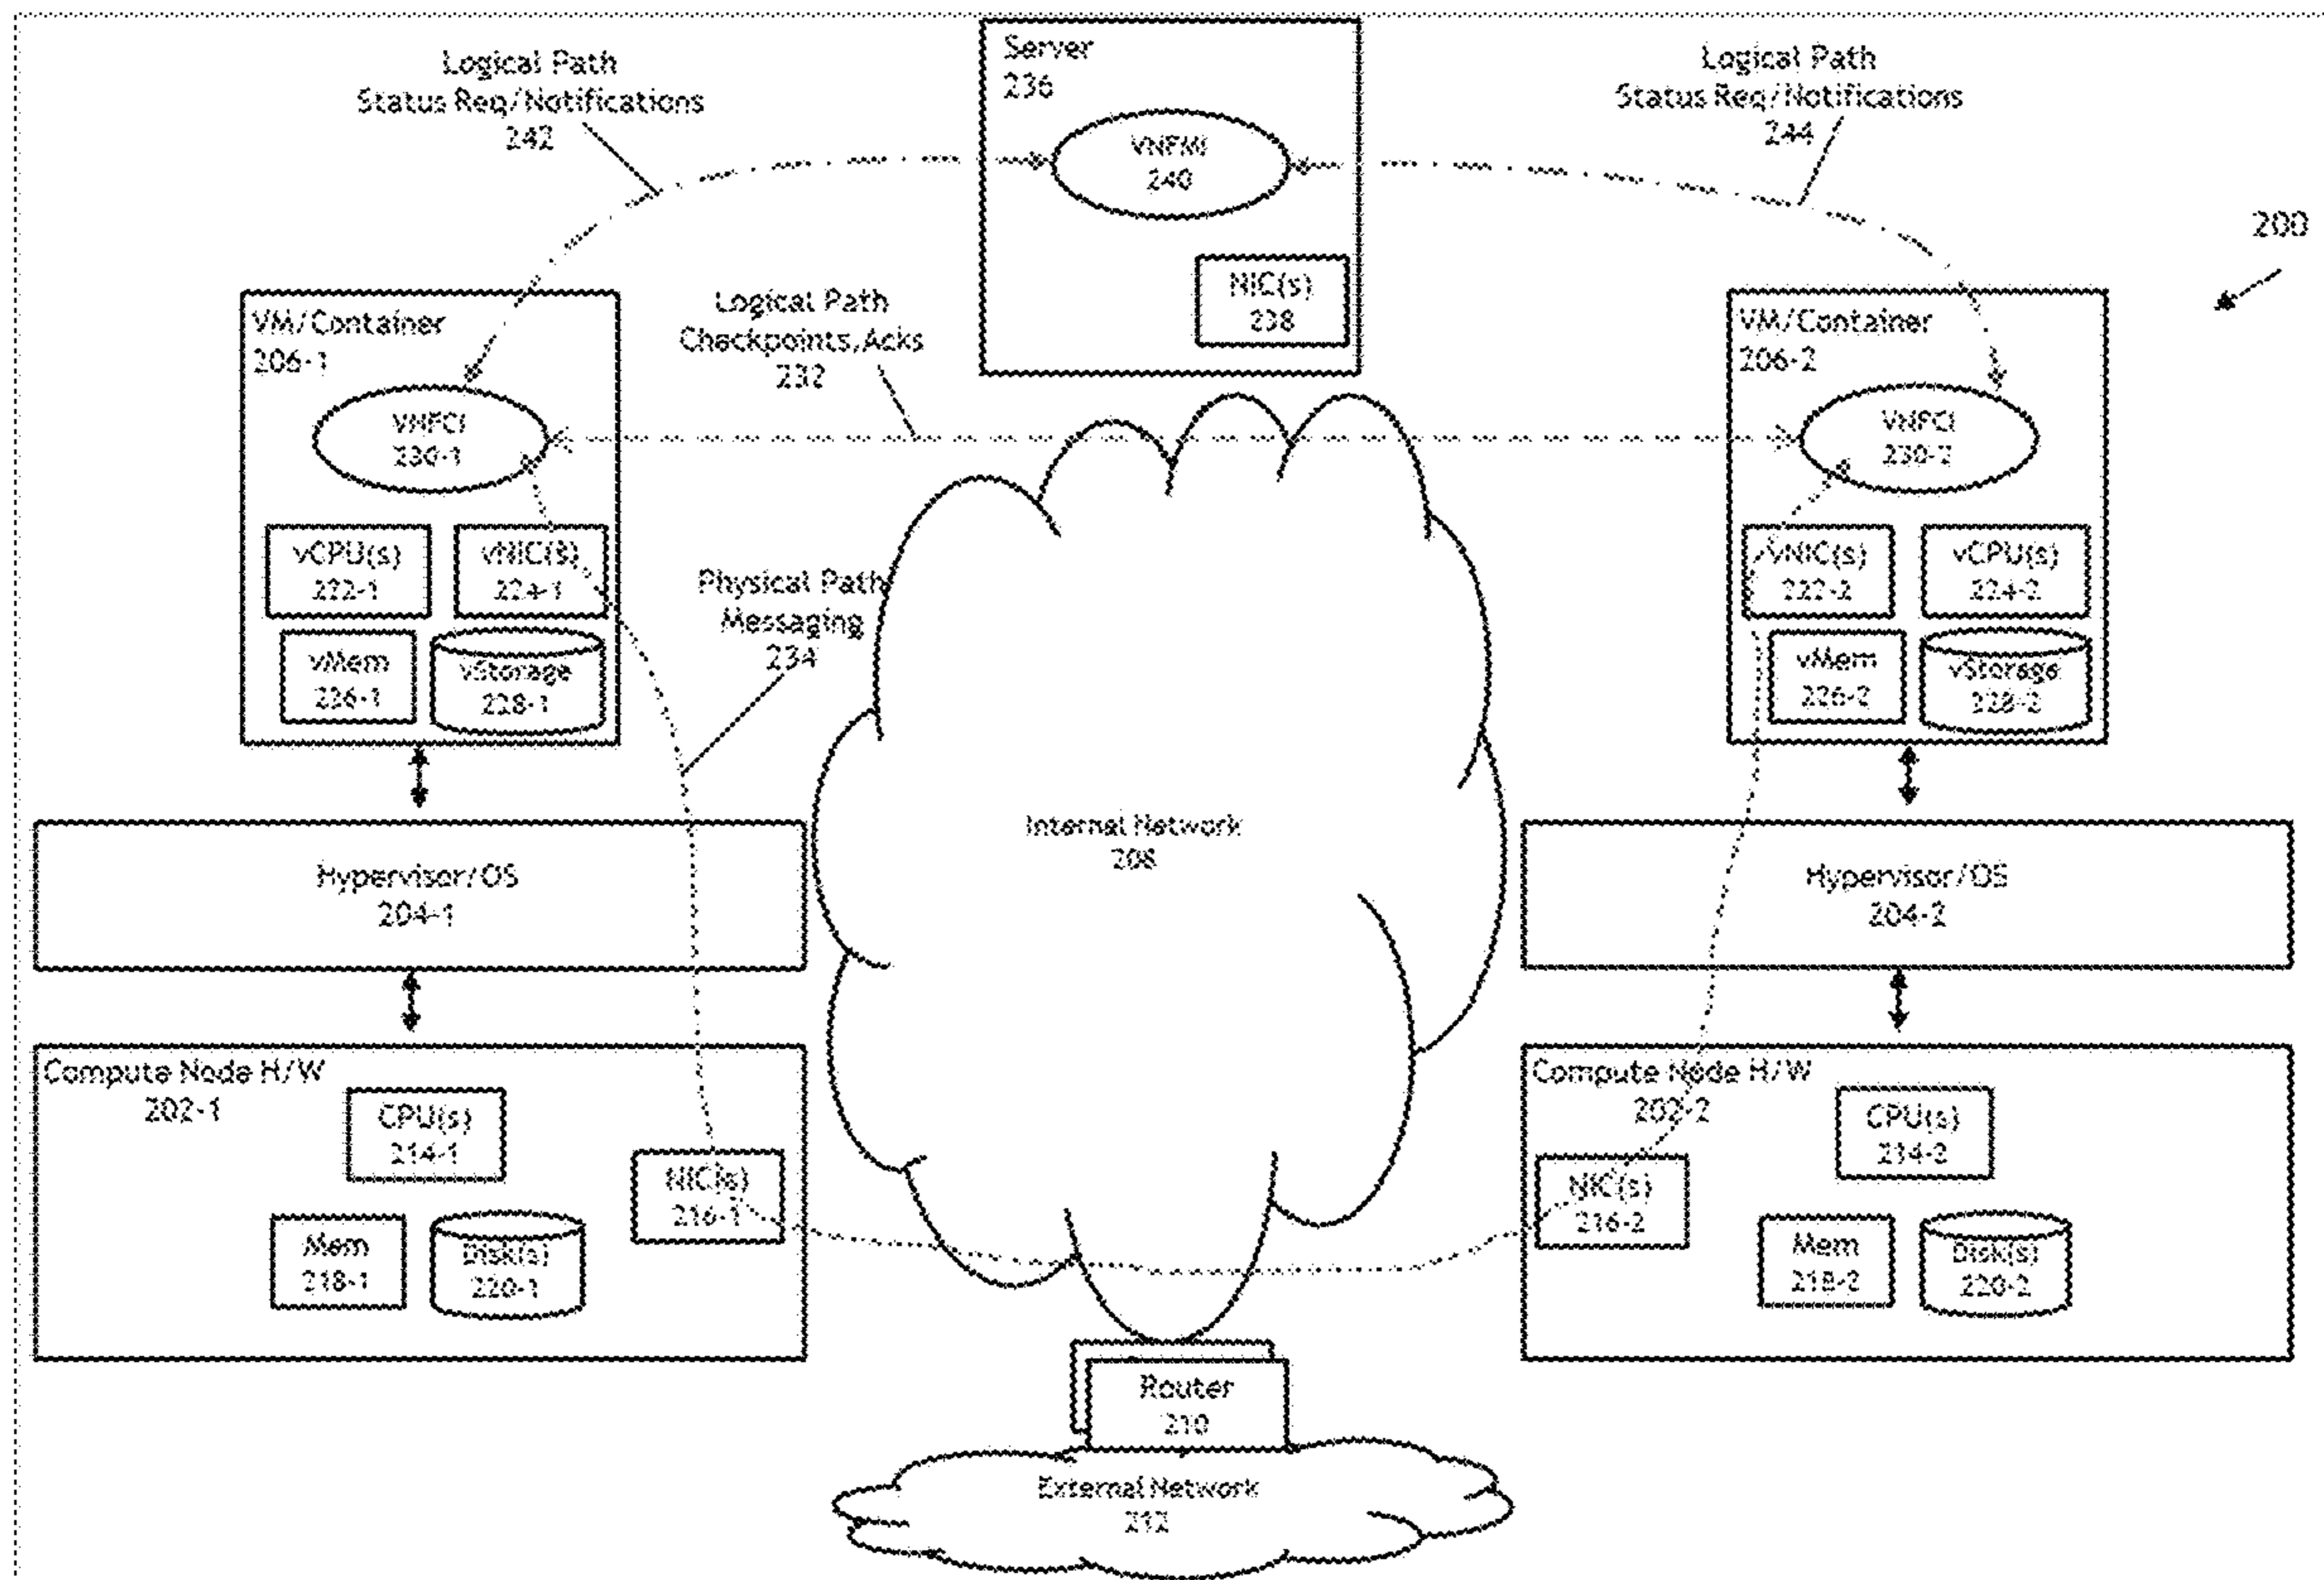 Logical Path
Status Req/Notifications
242
Server
236
VNFMI
240
NIC(s)
238
Logical Path
Status Req/Notifications
244
200
VM/Container
206-1
VNFCI
230-1
vCPU(s)
222-1
vNIC(s)
224-1
vMem
226-1
vStorage
228-1
Logical Path
Checkpoints,Acks
232
Physical Path
Messaging
234
VM/Container
206-2
VNFCI
230-2
vNIC(s)
222-2
vCPU(s)
224-2
vMem
226-2
vStorage
228-2
Internal Network
208
Hypervisor/OS
204-1
Hypervisor/OS
204-2
Compute Node H/W
202-1
CPU(s)
214-1
NIC(s)
216-1
Mem
218-1
Disk(s)
220-1
Compute Node H/W
202-2
CPU(s)
214-2
NIC(s)
216-2
Mem
218-2
Disk(s)
220-2
Router
210
External Network
212